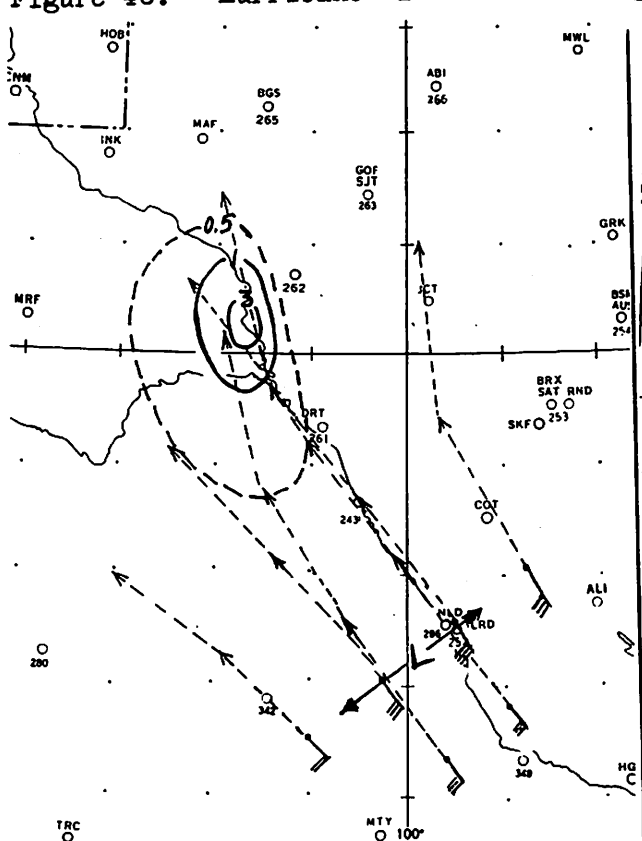 Figure
HOB
MWL
NM
ABI
266
BGS
265
MAF
INK
GOF
SJT
263
0.5
GRK
262
MRF
JCT
BSM
AUS
254
BRX
SAT RND
253
SKF
DRT
261
243
COT
ALI
NLD
LRD
L
280
342
349
HG
TRC
MTY
100°